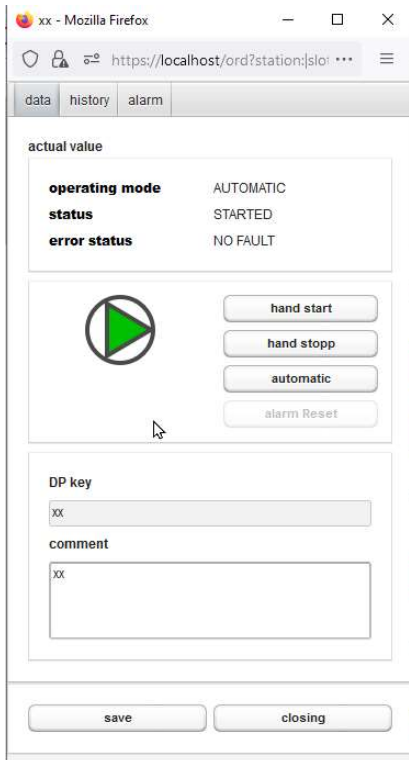 xx - Mozilla Firefox
https://localhost/ord?station:|slot
data history alarm
actual value
operating mode AUTOMATIC
status STARTED
error status NO FAULT
hand start
hand stopp
automatic
alarm Reset
DP key
xx
comment
xx
save closing